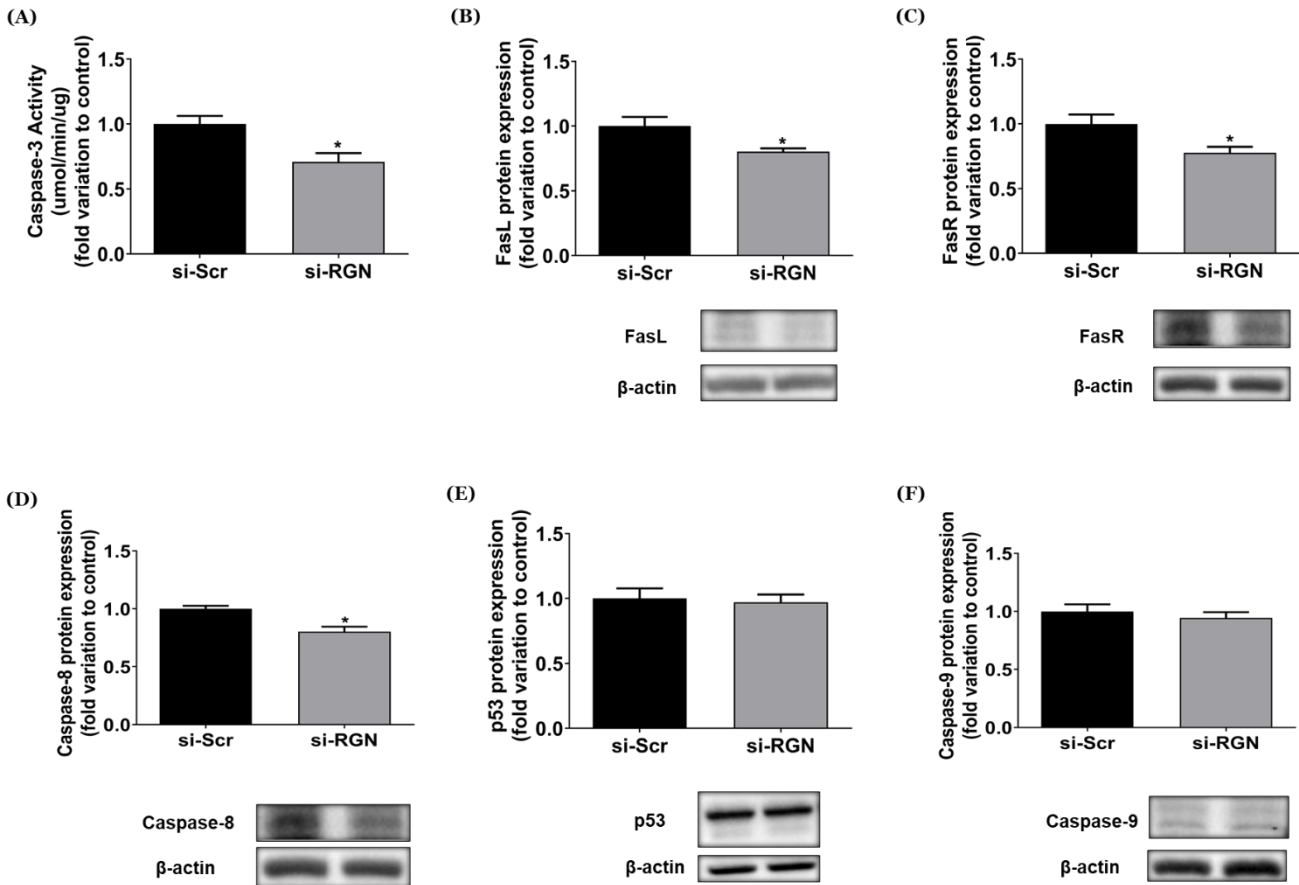 (A)
Caspase-3 Activity
(umol/min/ug)
(fold variation to control)
1.5
1.0
0.5
0.0
*
si-Scr si-RGN
(B)
FasL protein expression
(fold variation to control)
1.5
1.0
0.5
0.0
*
si-Scr si-RGN
FasL
β-actin
(C)
FasR protein expression
(fold variation to control)
1.5
1.0
0.5
0.0
*
si-Scr si-RGN
FasR
β-actin
(D)
Caspase-8 protein expression
(fold variation to control)
1.5
1.0
0.5
0.0
*
si-Scr si-RGN
Caspase-8
β-actin
(E)
p53 protein expression
(fold variation to control)
1.5
1.0
0.5
0.0
si-Scr si-RGN
p53
β-actin
(F)
Caspase-9 protein expression
(fold variation to control)
1.5
1.0
0.5
0.0
si-Scr si-RGN
Caspase-9
β-actin